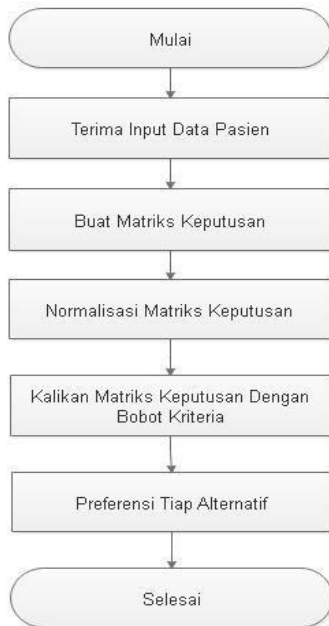 Mulai
Terima Input Data Pasien
Buat Matriks Keputusan
Normalisasi Matriks Keputusan
Kalikan Matriks Keputusan Dengan
Bobot Kriteria
Preferensi Tiap Alternatif
Selesai